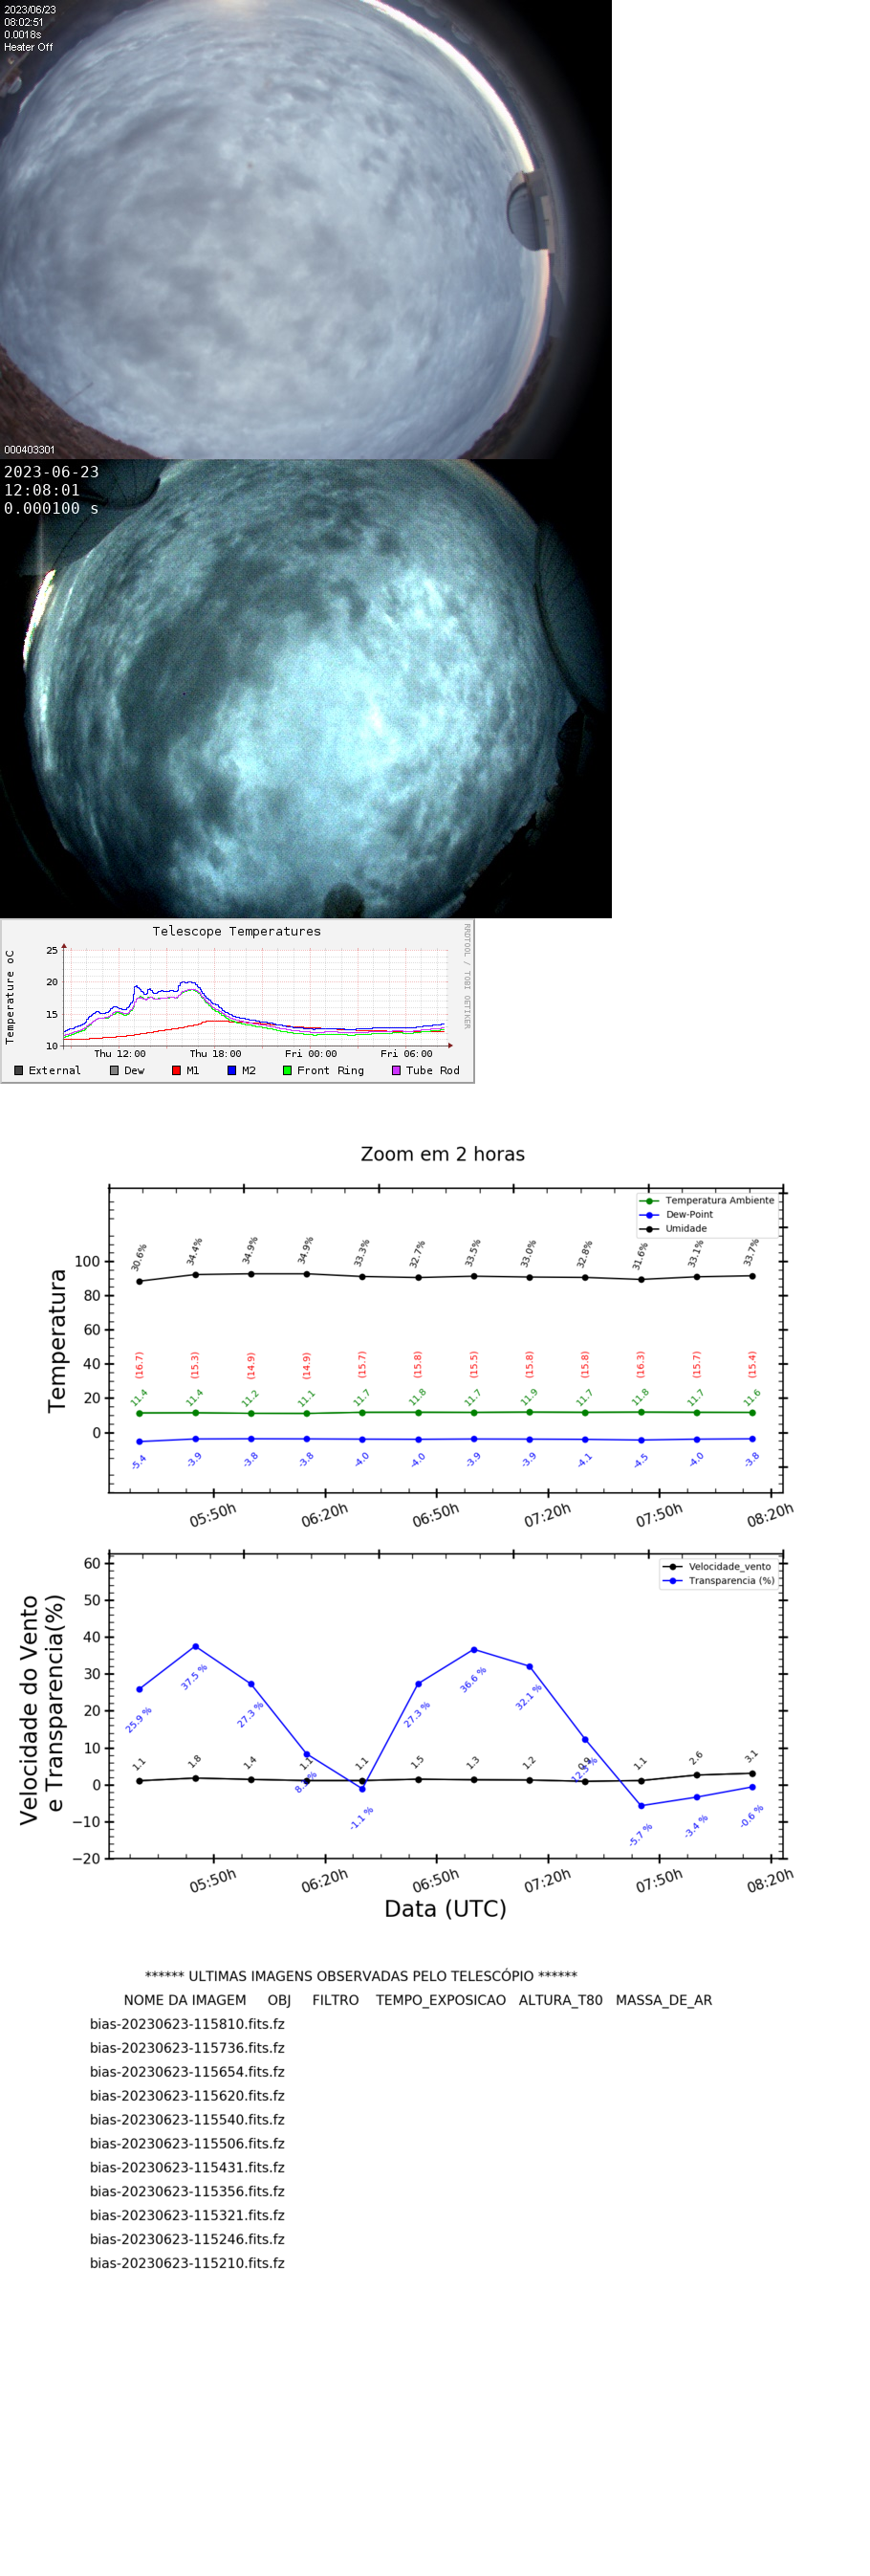 2023/06/23
08:02:51
0.0018s
Heater Off
000403301
2023-06-23
12:08:01
0.000100 s
Telescope Temperatures
RRDTOOL / TOBI OETIKER
Temperature oC
25
20
15
10
Thu 12:00 Thu 18:00 Fri 00:00 Fri 06:00
External Dew M1 M2 Front Ring Tube Rod
Zoom em 2 horas
Temperatura Ambiente
Dew-Point
Umidade
Temperatura
100
80
60
40
20
0
30.6% 34.4% 34.9% 34.9% 33.3% 32.7% 33.5% 33.0% 32.8% 31.6% 33.1% 33.7%
(16.7) (15.3) (14.9) (14.9) (15.7) (15.8) (15.5) (15.8) (15.8) (16.3) (15.7) (15.4)
11.4 11.4 11.2 11.1 11.7 11.8 11.7 11.9 11.7 11.8 11.7 11.6
-5.4 -3.9 -3.8 -3.8 -4.0 -4.0 -3.9 -3.9 -4.1 -4.5 -4.0 -3.8
05:50h 06:20h 06:50h 07:20h 07:50h 08:20h
Velocidade_vento
Transparencia (%)
Velocidade do Vento
e Transparencia(%)
60
50
40
30
20
10
0
−10
−20
25.9 % 37.5 % 27.3 % -1.1 % 27.3 % 36.6 % 32.1 % -5.7 % -3.4 % -0.6 %
1.1 1.8 1.4 1.1 1.1 1.5 1.3 1.2 0.9 1.1 2.6 3.1
05:50h 06:20h 06:50h 07:20h 07:50h 08:20h
Data (UTC)
****** ULTIMAS IMAGENS OBSERVADAS PELO TELESCÓPIO ******
NOME DA IMAGEM OBJ FILTRO TEMPO_EXPOSICAO ALTURA_T80 MASSA_DE_AR
bias-20230623-115810.fits.fz
bias-20230623-115736.fits.fz
bias-20230623-115654.fits.fz
bias-20230623-115620.fits.fz
bias-20230623-115540.fits.fz
bias-20230623-115506.fits.fz
bias-20230623-115431.fits.fz
bias-20230623-115356.fits.fz
bias-20230623-115321.fits.fz
bias-20230623-115246.fits.fz
bias-20230623-115210.fits.fz